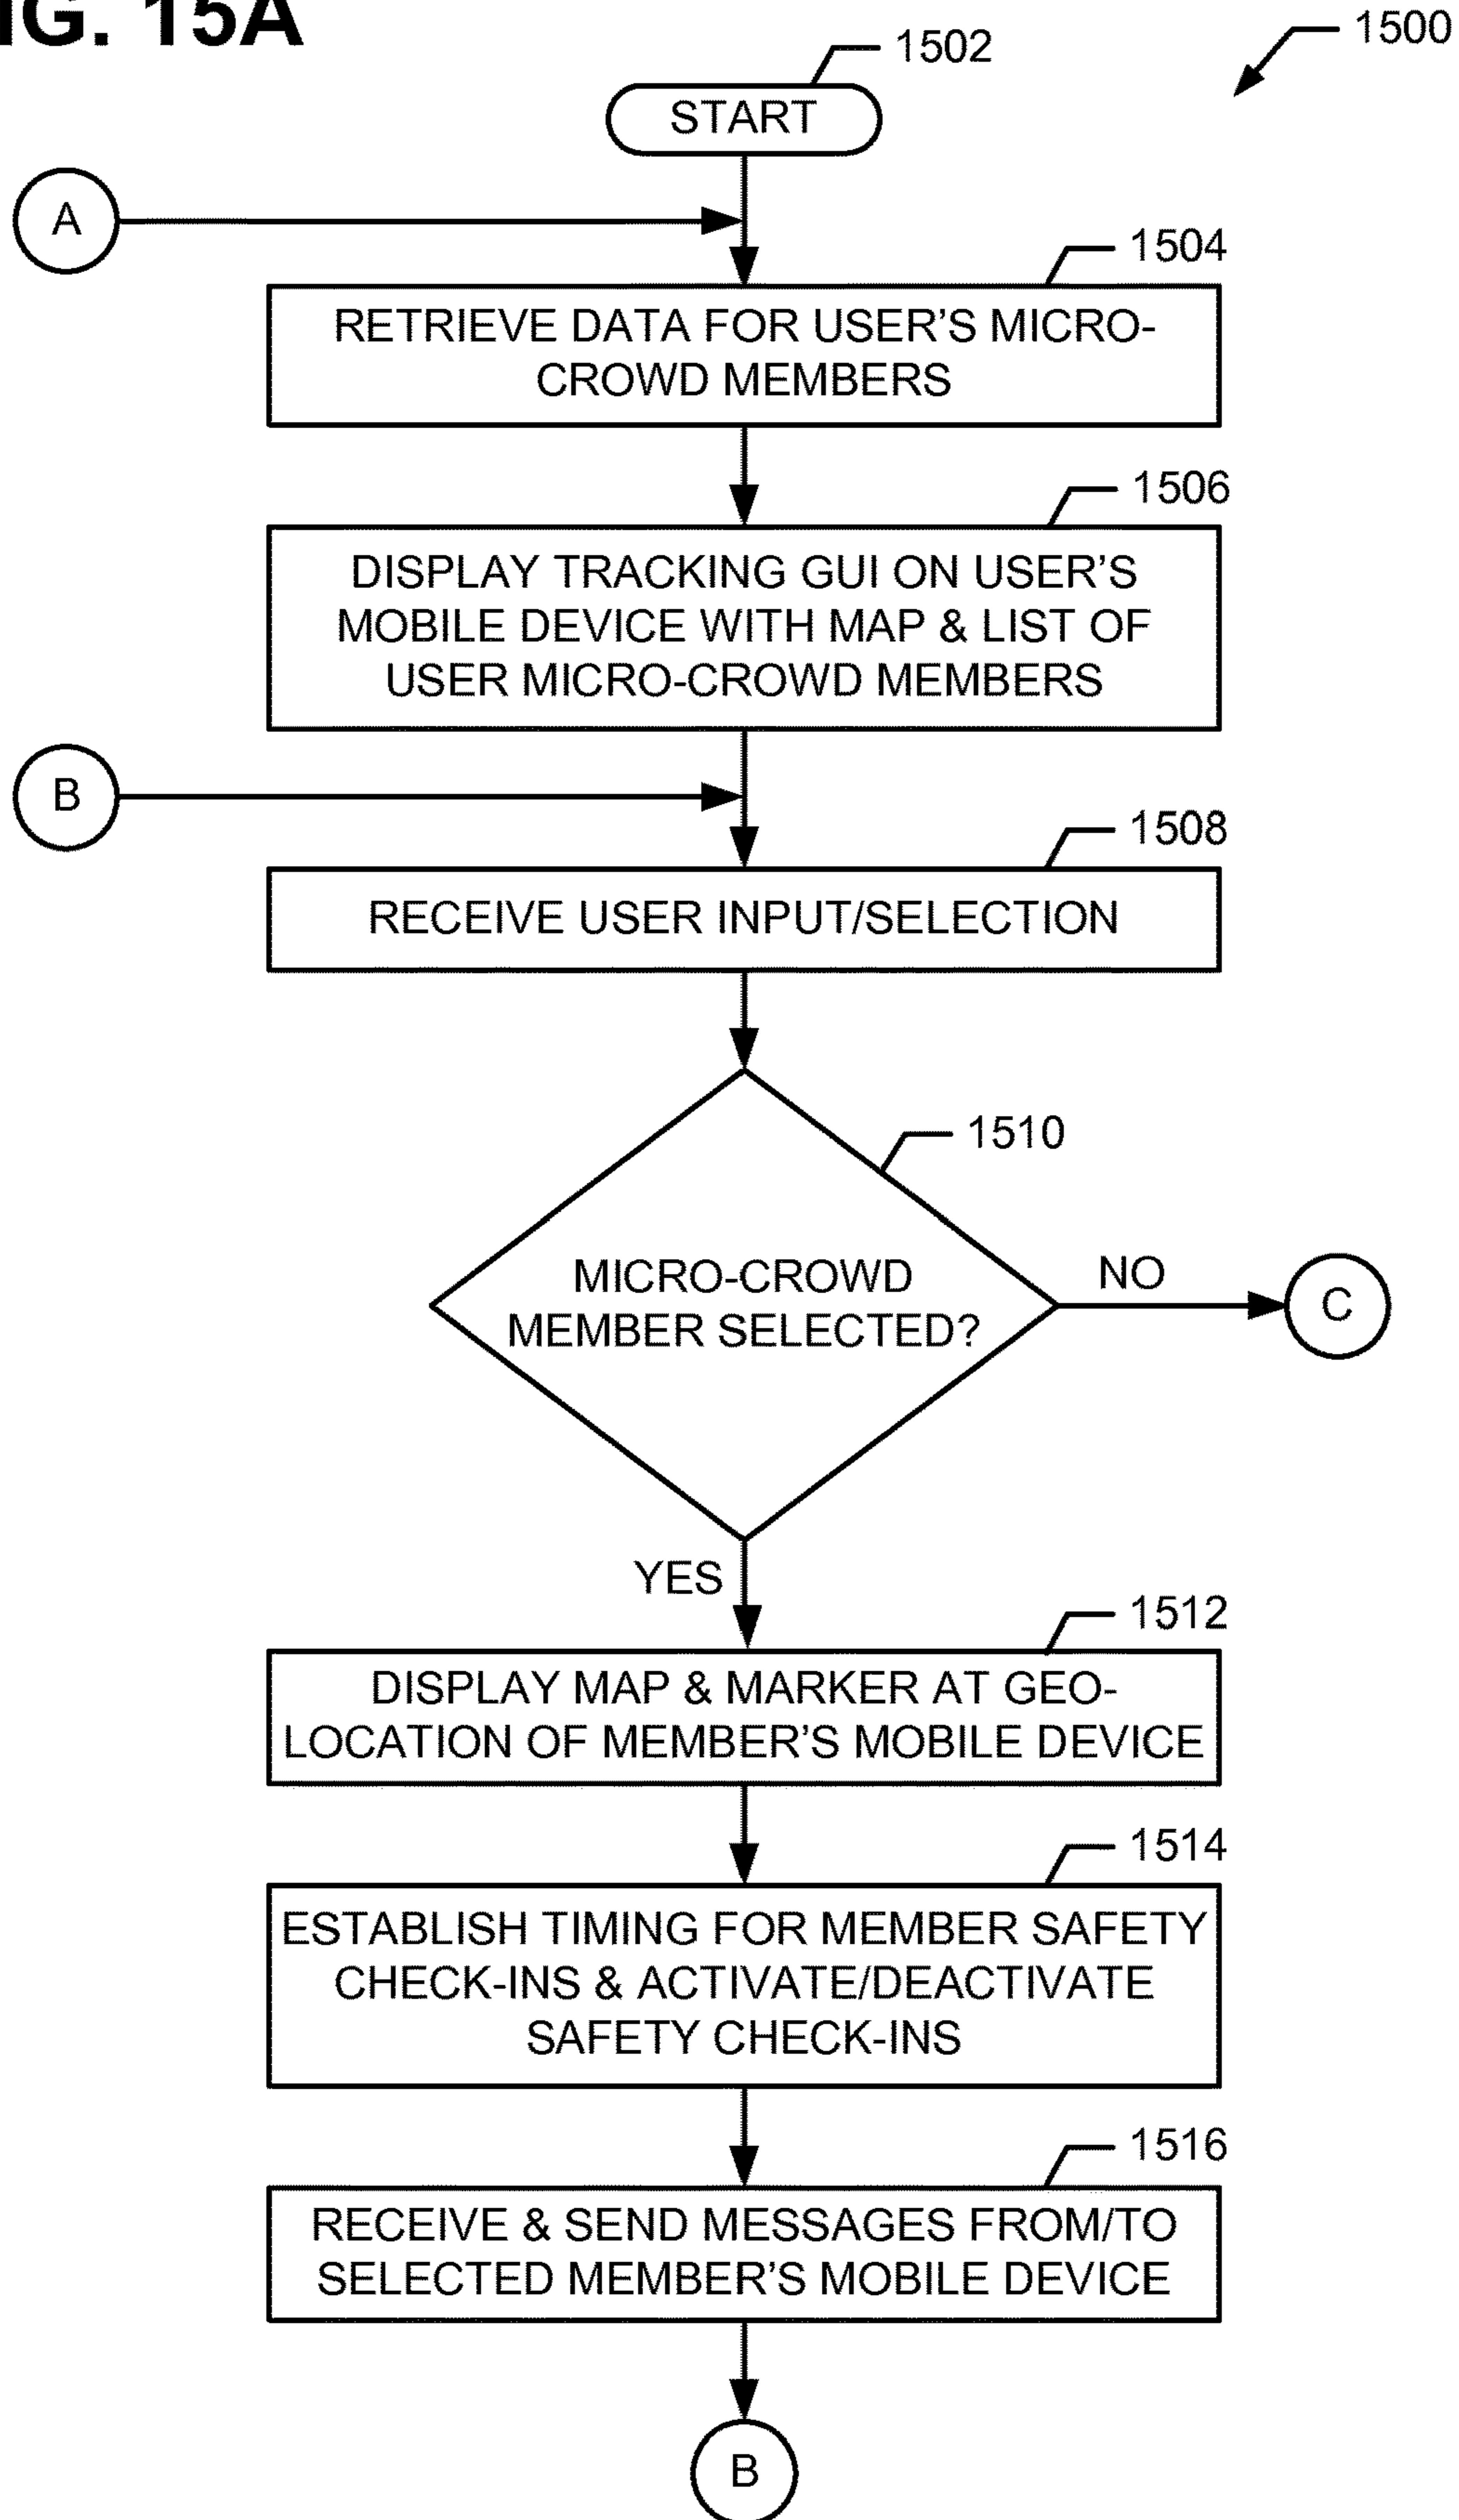 IG. 15A
1500
1502
START
A
1504
RETRIEVE DATA FOR USER'S MICRO-
CROWD MEMBERS
1506
DISPLAY TRACKING GUI ON USER'S
MOBILE DEVICE WITH MAP & LIST OF
USER MICRO-CROWD MEMBERS
B
1508
RECEIVE USER INPUT/SELECTION
1510
MICRO-CROWD
MEMBER SELECTED?
NO
C
YES
1512
DISPLAY MAP & MARKER AT GEO-
LOCATION OF MEMBER'S MOBILE DEVICE
1514
ESTABLISH TIMING FOR MEMBER SAFETY
CHECK-INS & ACTIVATE/DEACTIVATE
SAFETY CHECK-INS
1516
RECEIVE & SEND MESSAGES FROM/TO
SELECTED MEMBER'S MOBILE DEVICE
B